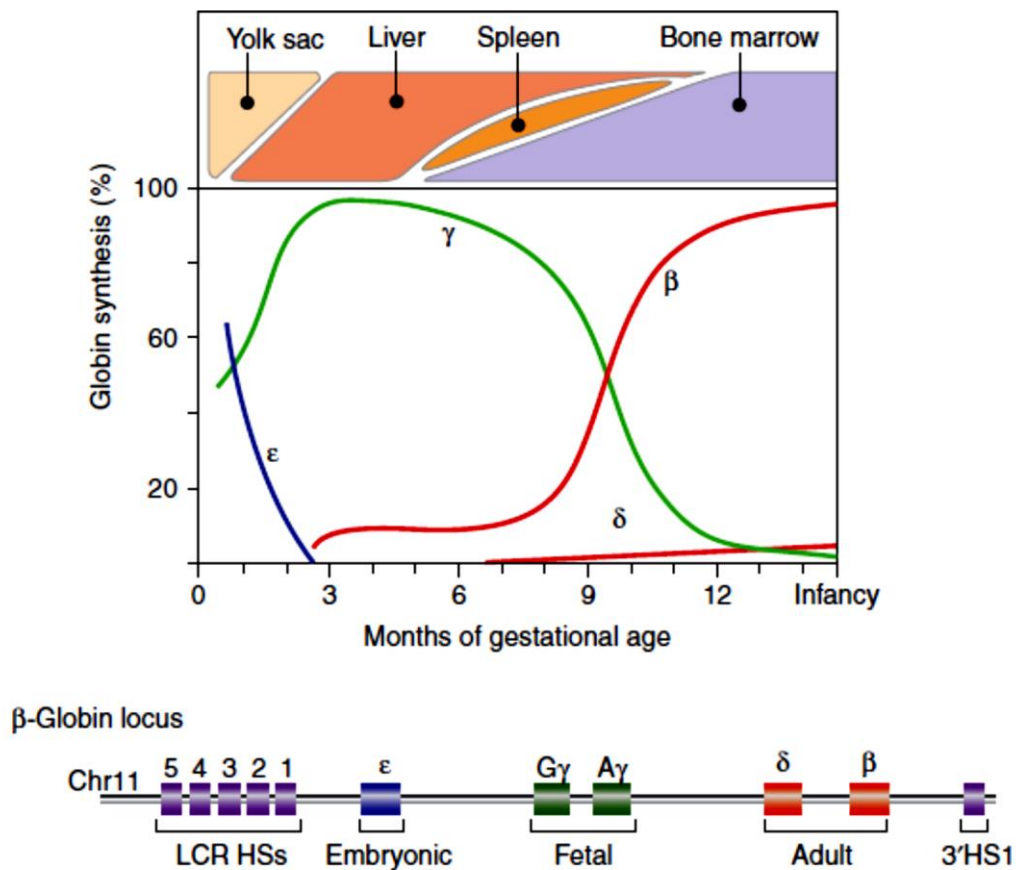 Yolk sac Liver Spleen Bone marrow
Globin synthesis (%)
100
60
20
γ
β
ε
δ
0 3 6 9 12 Infancy
Months of gestational age
β-Globin locus
Chr11 5 4 3 2 1 ε Gγ Aγ δ β
LCR HSs Embryonic Fetal Adult 3′HS1